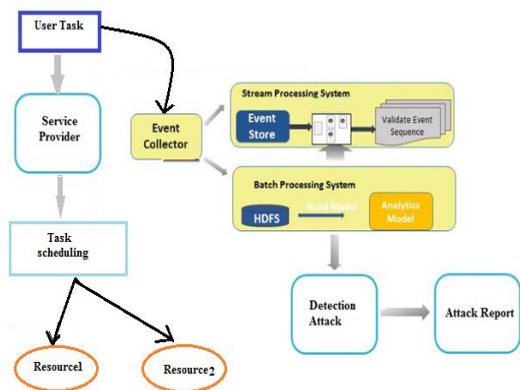 User Task
Service
Provider
Task
scheduling
Resource1
Resource2
Event
Collector
Stream Processing System
Event
Store
Validate Event
Sequence
Batch Processing System
HDFS
Build Model
Analytics
Model
Detection
Attack
Attack Report